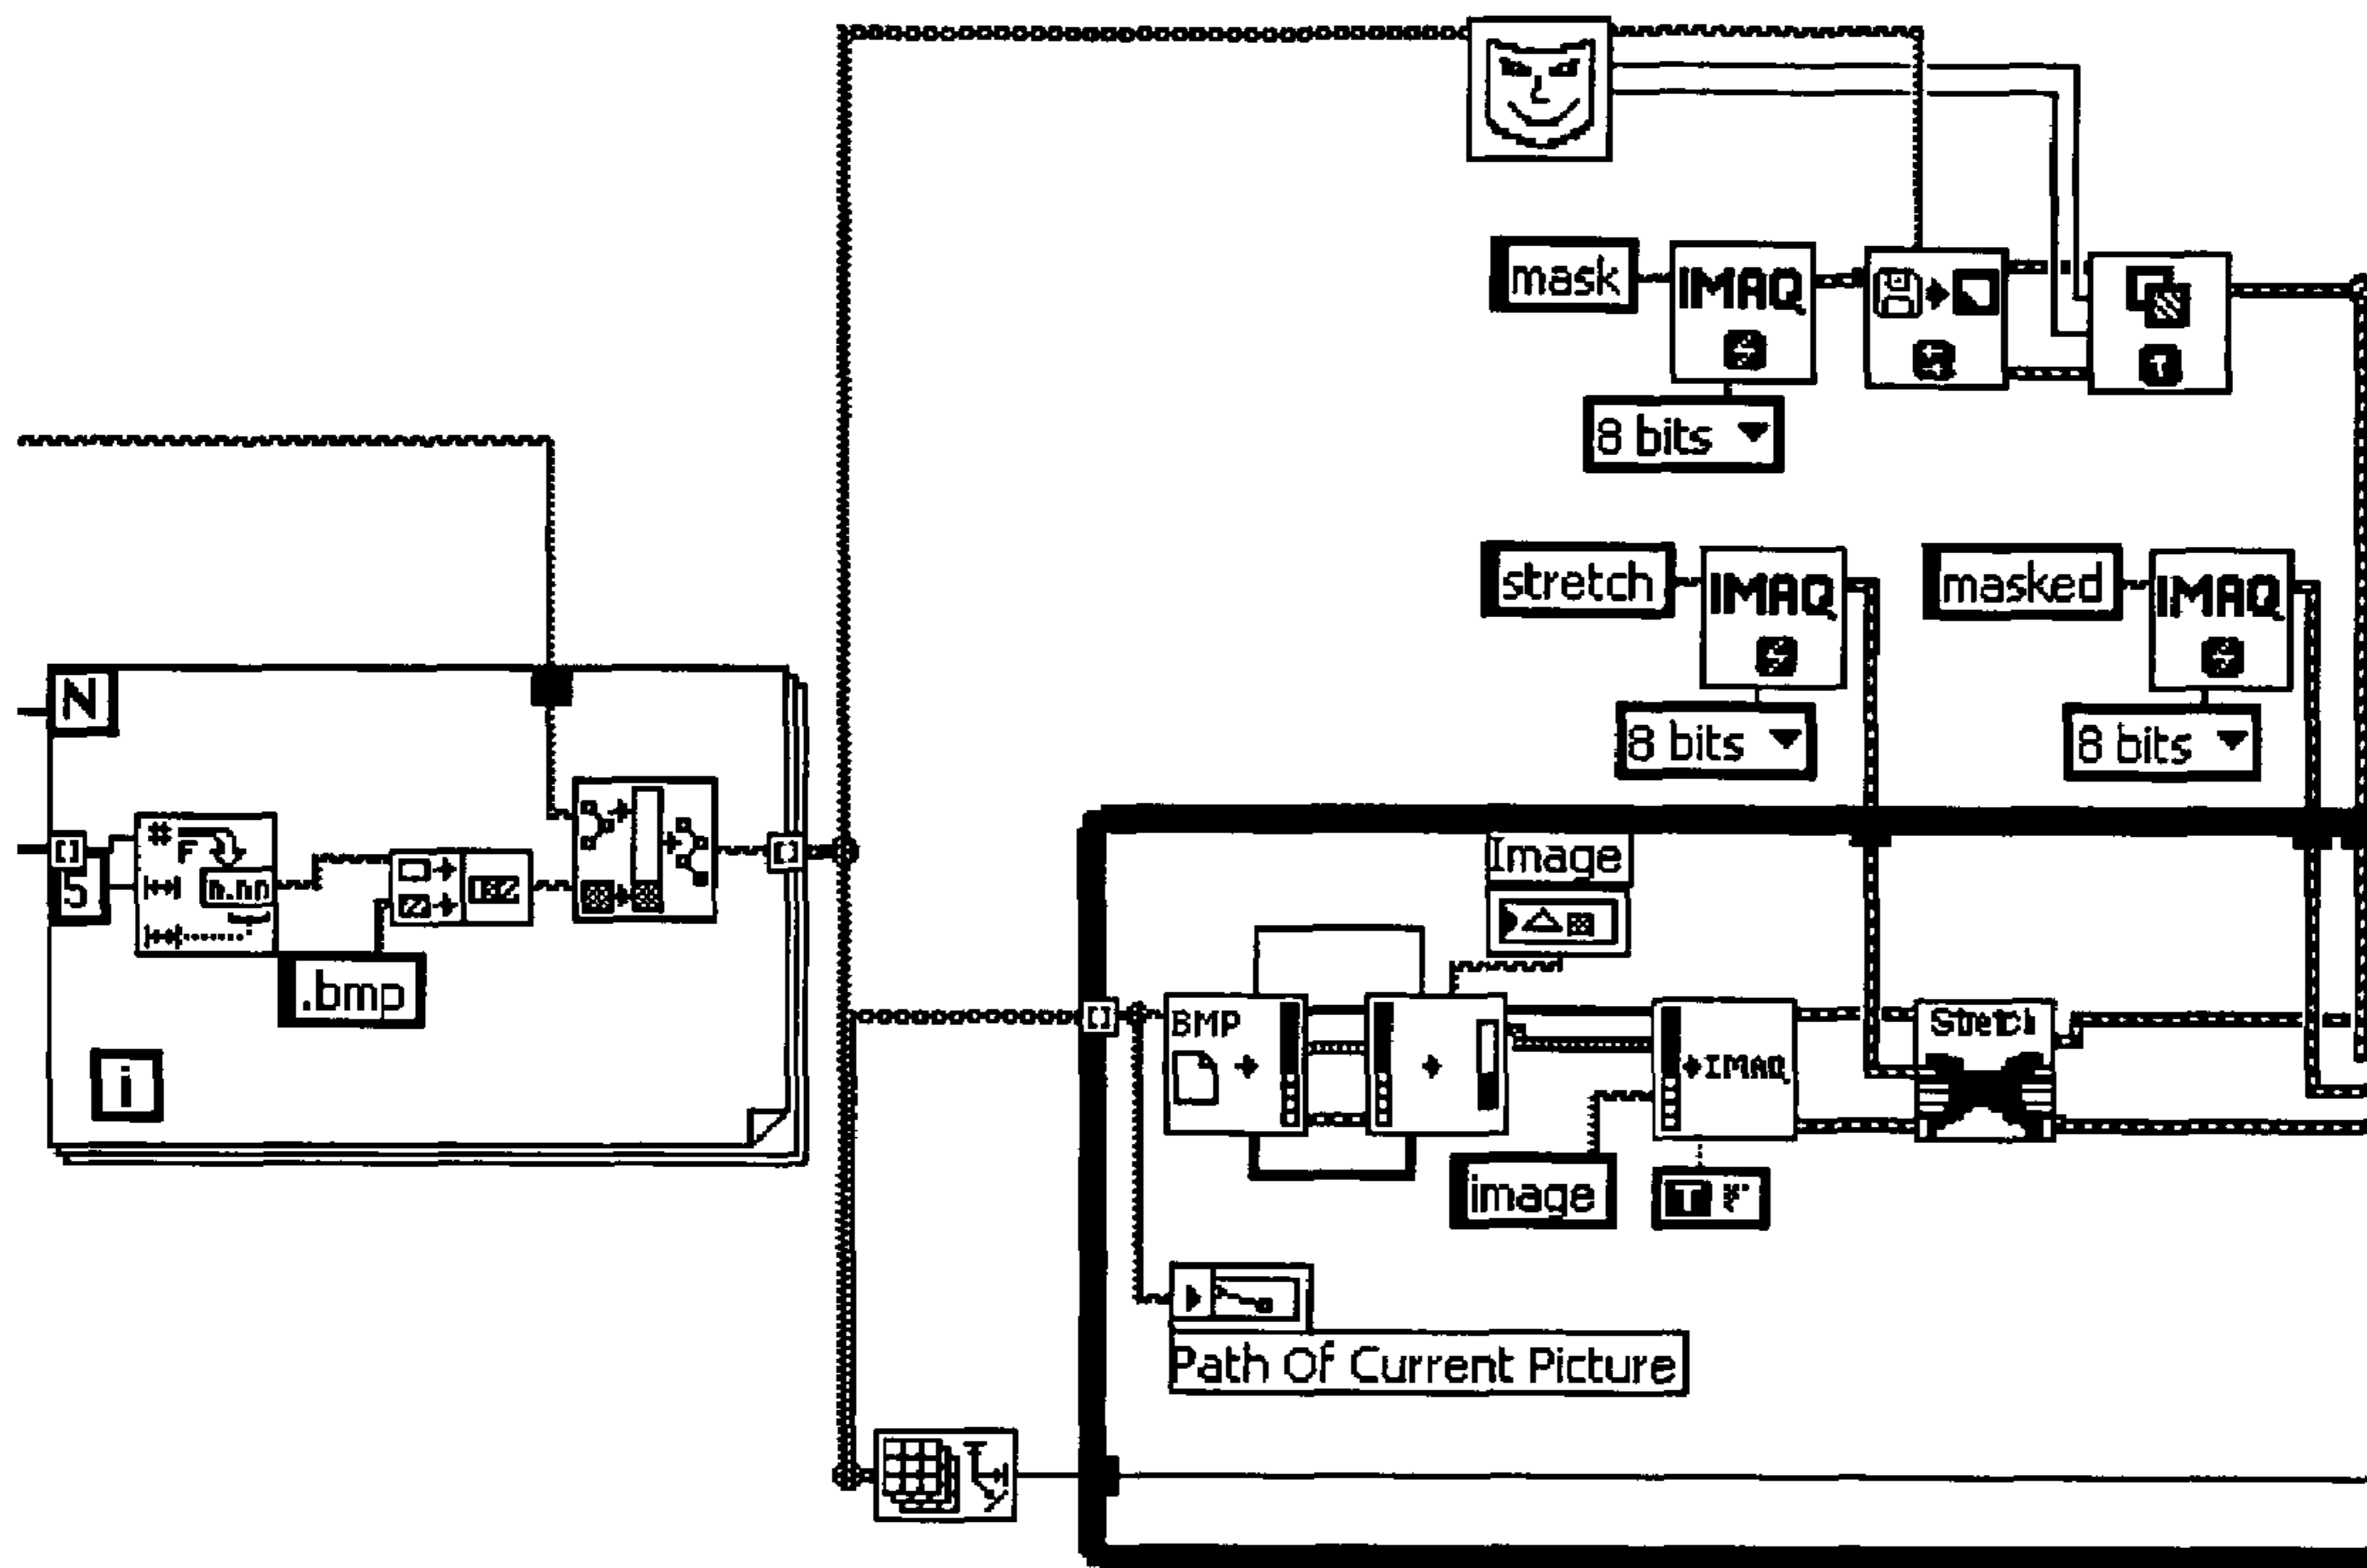 mask
IMAQ
8 bits
stretch
IMAQ
masked
IMAQ
8 bits
8 bits
N
[]
5
#
F
n.nn
.bmp
i
[]
Image
[]
BMP
IMAQ
Stretch
image
T
Path Of Current Picture